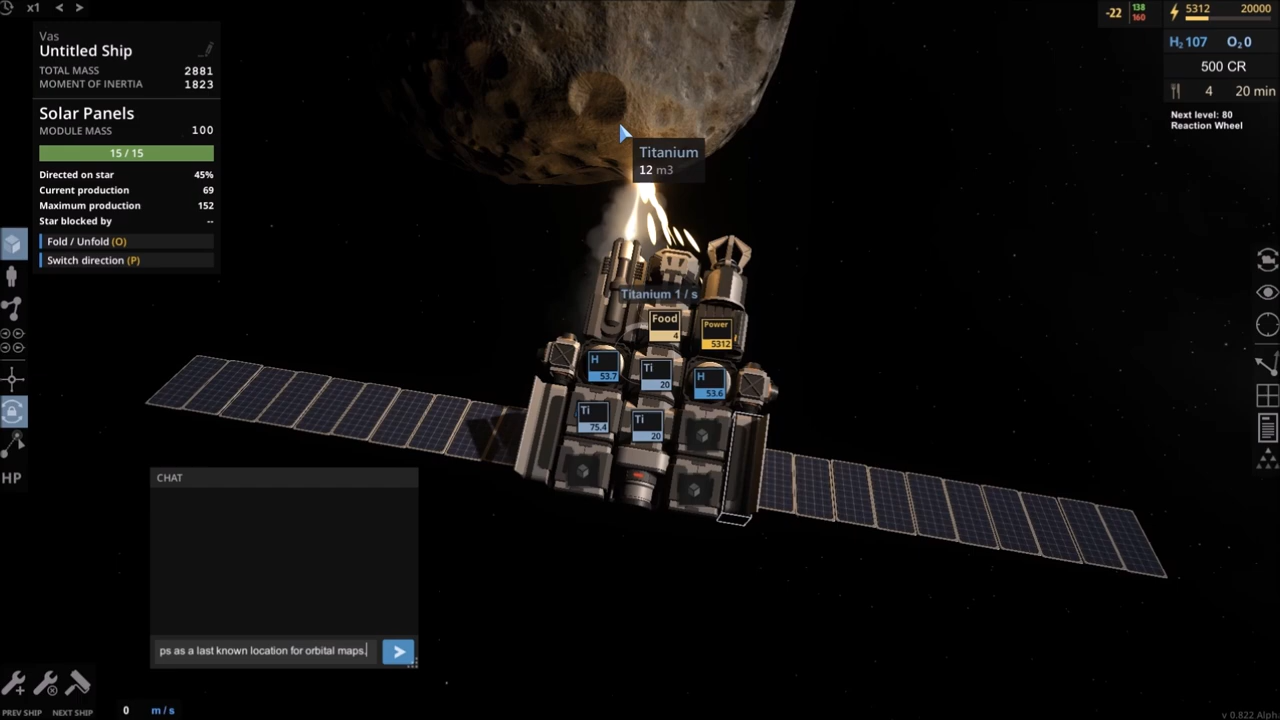 x1 < >
Vas
Untitled Ship
TOTAL MASS 2881
MOMENT OF INERTIA 1823
Solar Panels
MODULE MASS 100
15 / 15
Directed on star 45%
Current production 69
Maximum production 152
Star blocked by --
Fold / Unfold (O)
Switch direction (P)
HP
-22 138 160
5312 20000
H₂ 107 O₂ 0
500 CR
4 20 min
Next level: 80
Reaction Wheel
Titanium
12 m3
Titanium 1 / s
Food
4
Power
5312
H
53.7
Ti
20
H
53.6
Ti
75.4
Ti
20
CHAT
ps as a last known location for orbital maps.
PREV SHIP NEXT SHIP
0 m / s
v 0.822 Alph